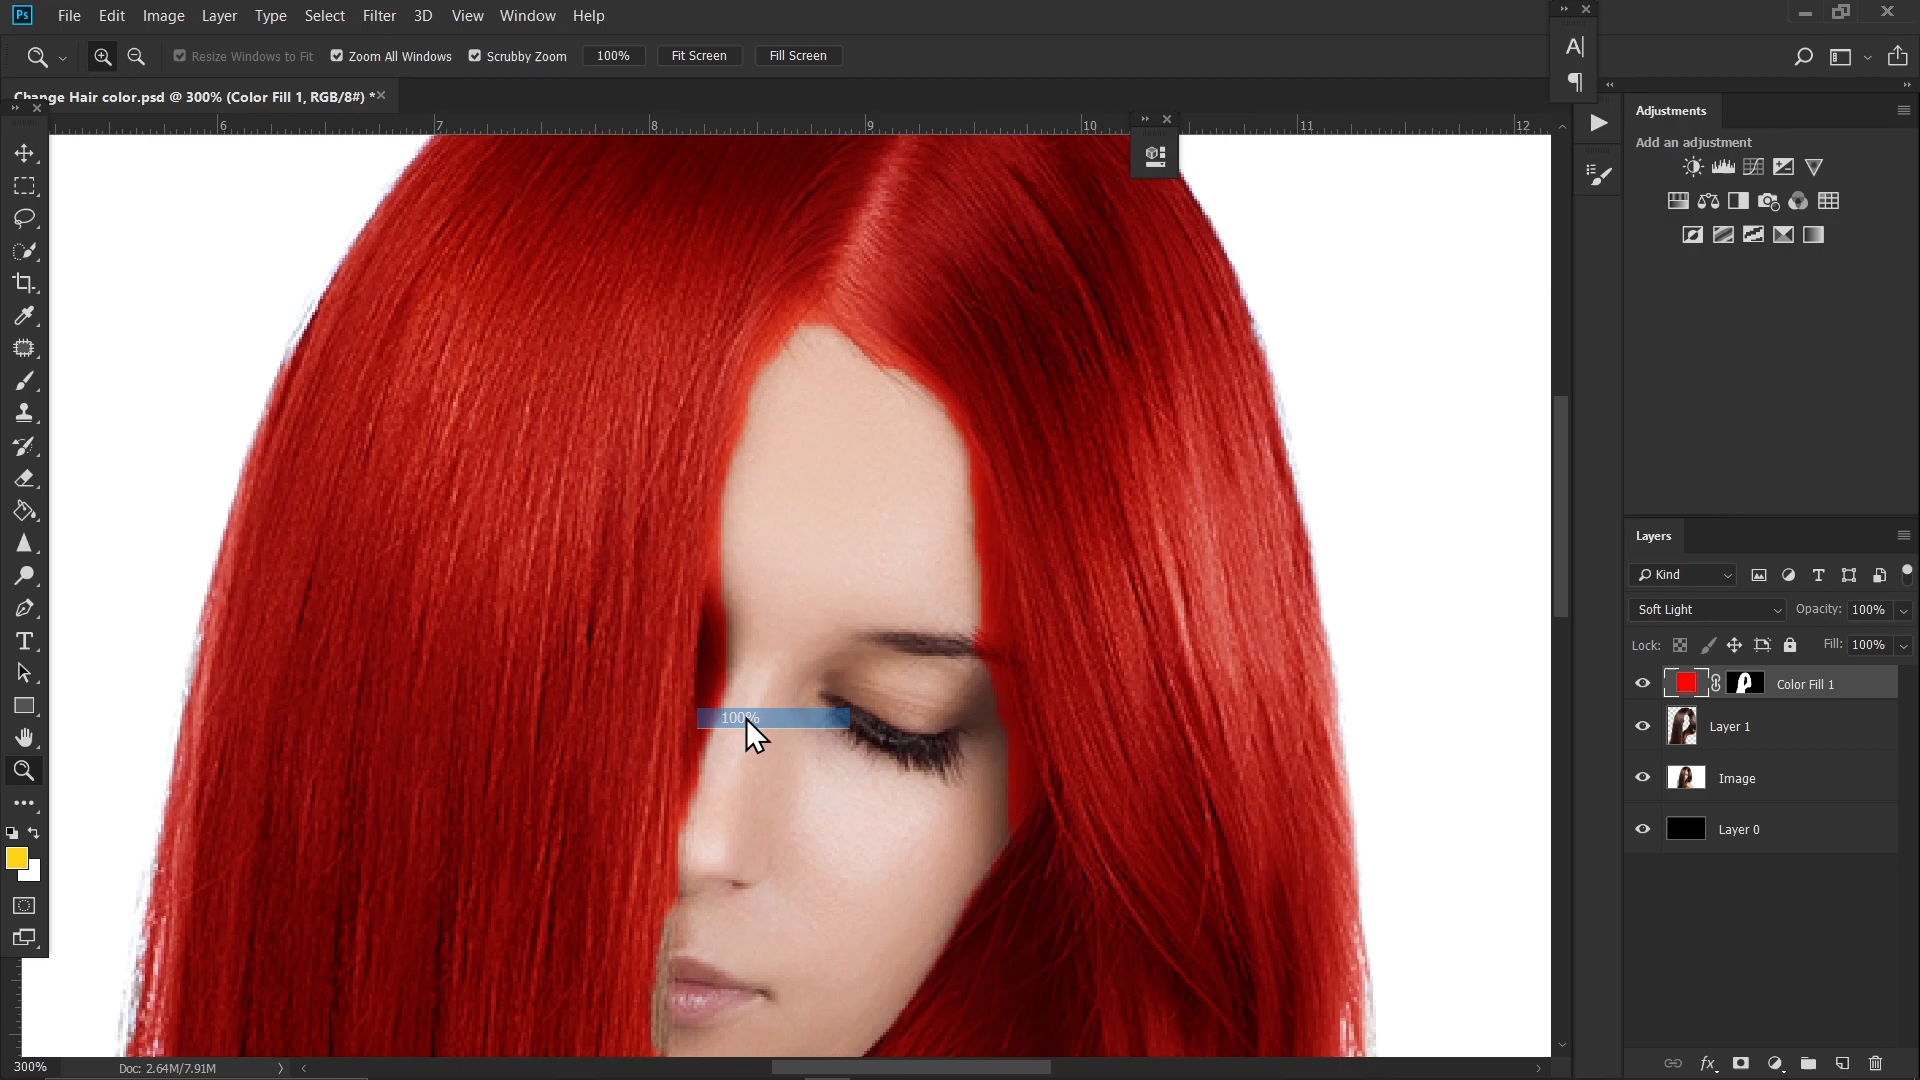 Ps File Edit Image Layer Type Select Filter 3D View Window Help
Resize Windows to Fit Zoom All Windows Scrubby Zoom 100% Fit Screen Fill Screen
Change Hair color.psd @ 300% (Color Fill 1, RGB/8#) *
6 7 8 9 10 11 12
Adjustments
Add an adjustment
100%
Layers
Kind
Soft Light Opacity: 100%
Lock: Fill: 100%
Color Fill 1
Layer 1
Image
Layer 0
300% Doc: 2.64M/7.91M
fx